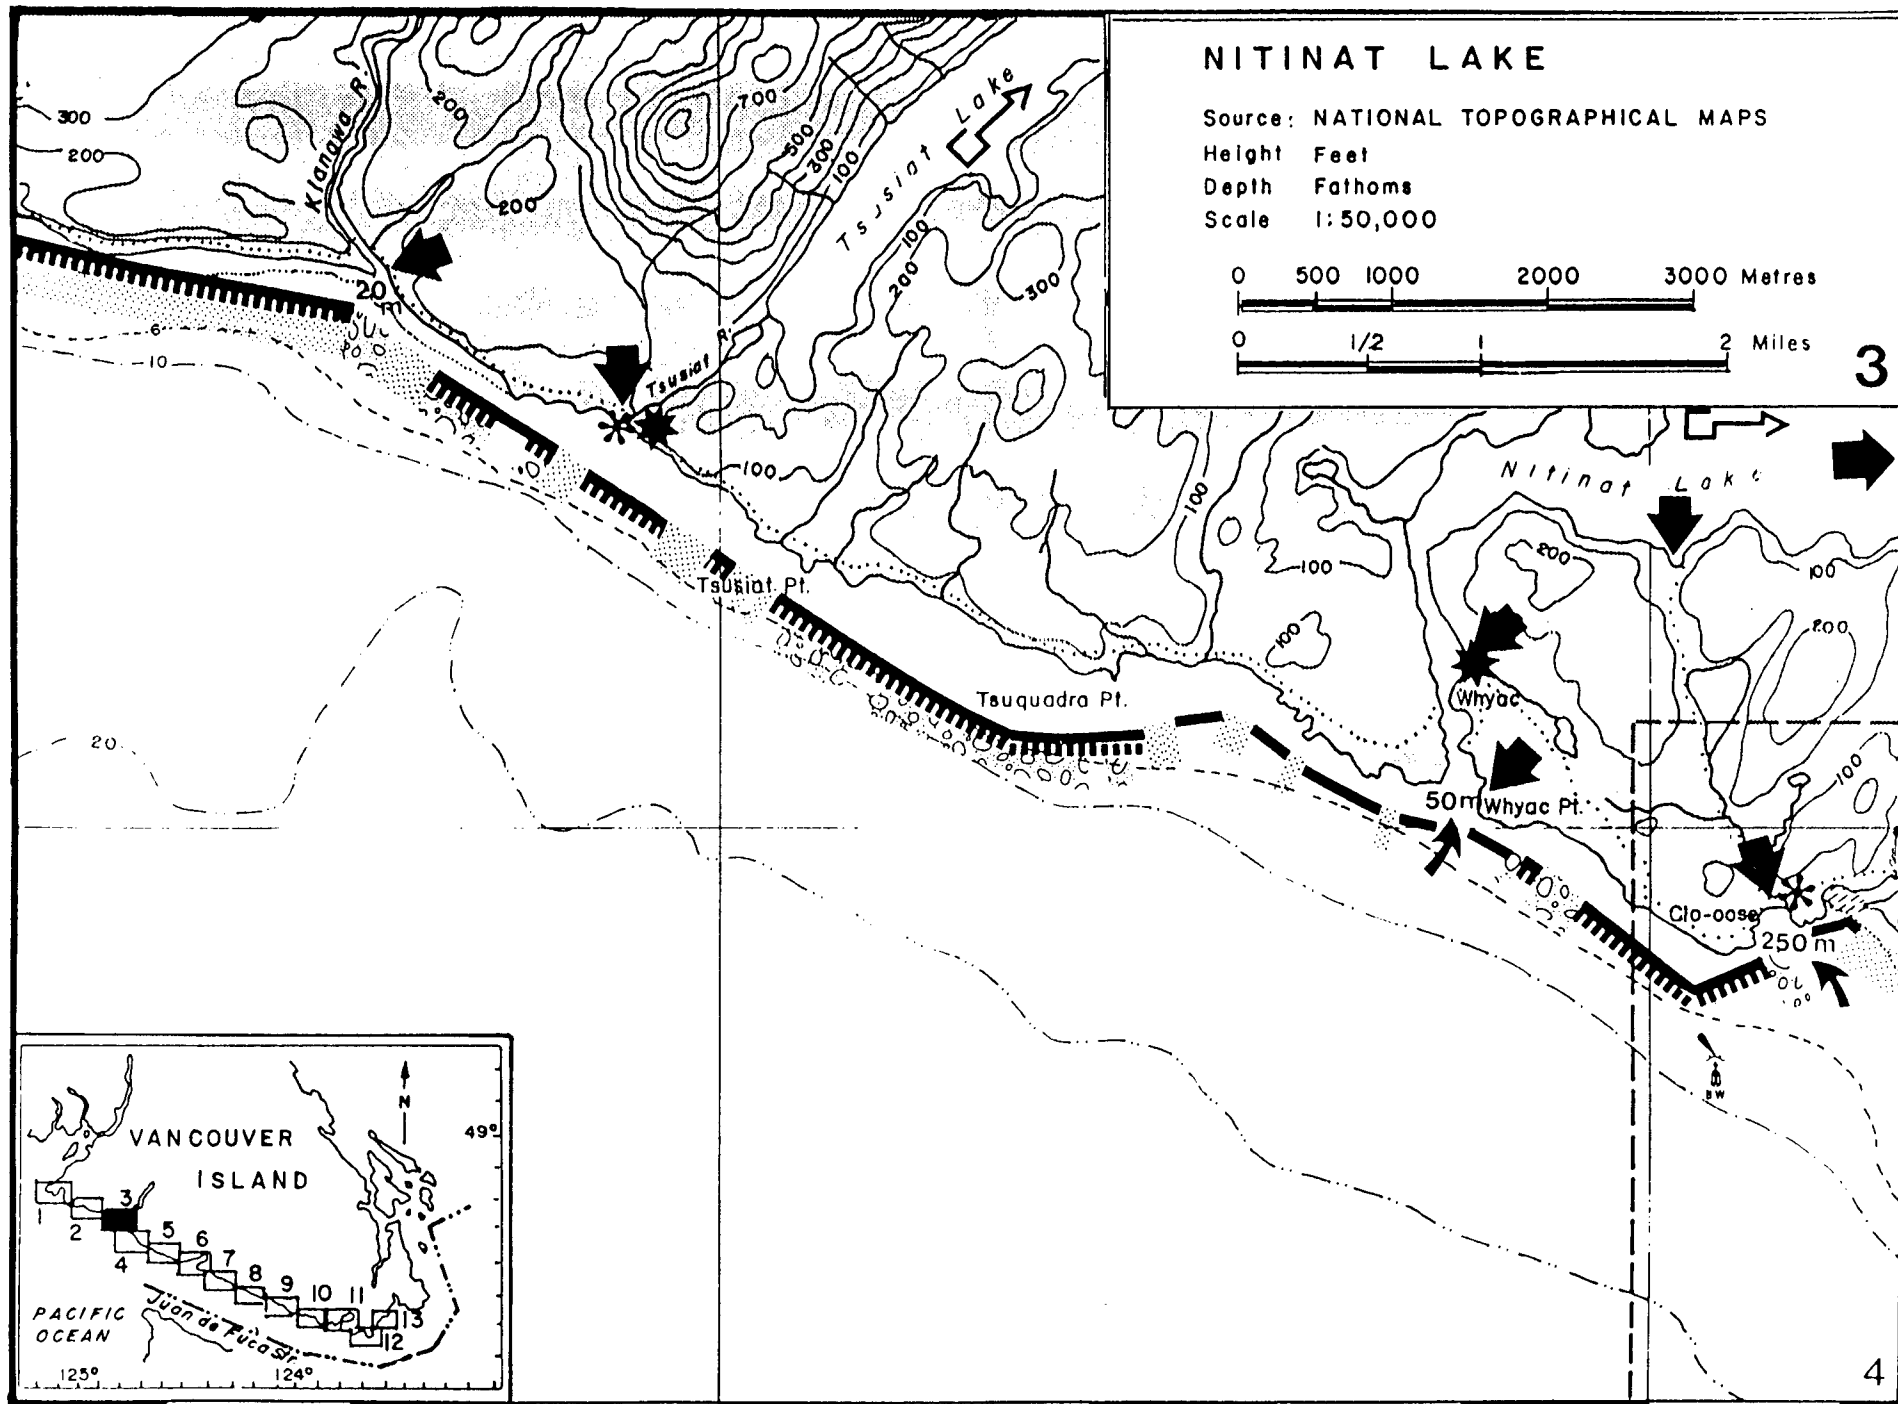 NITINAT LAKE
Source: NATIONAL TOPOGRAPHICAL MAPS
Height Feet
Depth Fathoms
Scale 1:50,000
0 500 1000 2000 3000 Metres
0 1/2 1 2 Miles
3
300
200
Klanawa R.
200
200
700
500
300
100
Tsusiat Lake
100
200
300
20 m
6
10
Tsusiat R.
100
100
Nitinat Lake
200
100
100
100
200
Tsusiat Pt.
Whyac
Tsuquadra Pt.
20
100
50m
Whyac Pt.
Clo-oose
250 m
BW
VANCOUVER
ISLAND
N
49°
1
2
3
4
5
6
7
8
9
10
11
12
13
PACIFIC
OCEAN
Juan de Fuca Str.
125°
124°
4